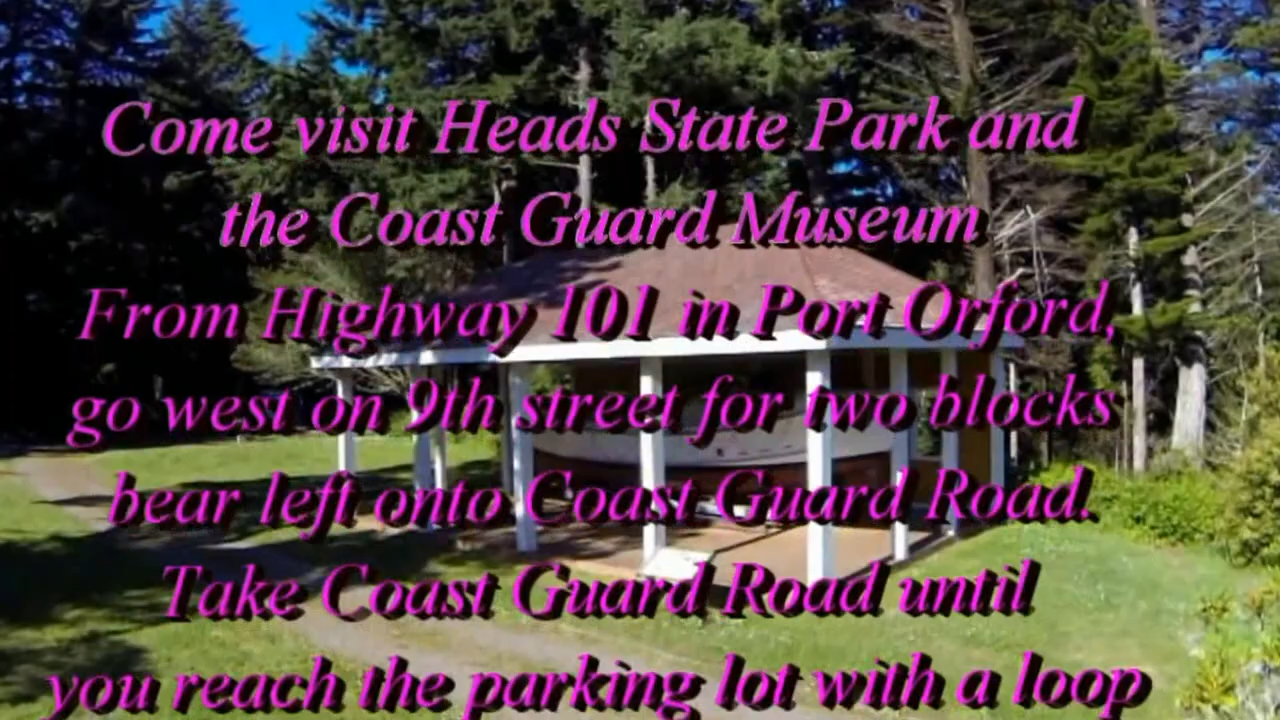 Come visit Heads State Park and
the Coast Guard Museum
From Highway 101 in Port Orford,
go west on 9th street for two blocks
bear left onto Coast Guard Road.
Take Coast Guard Road until
you reach the parking lot with a loop